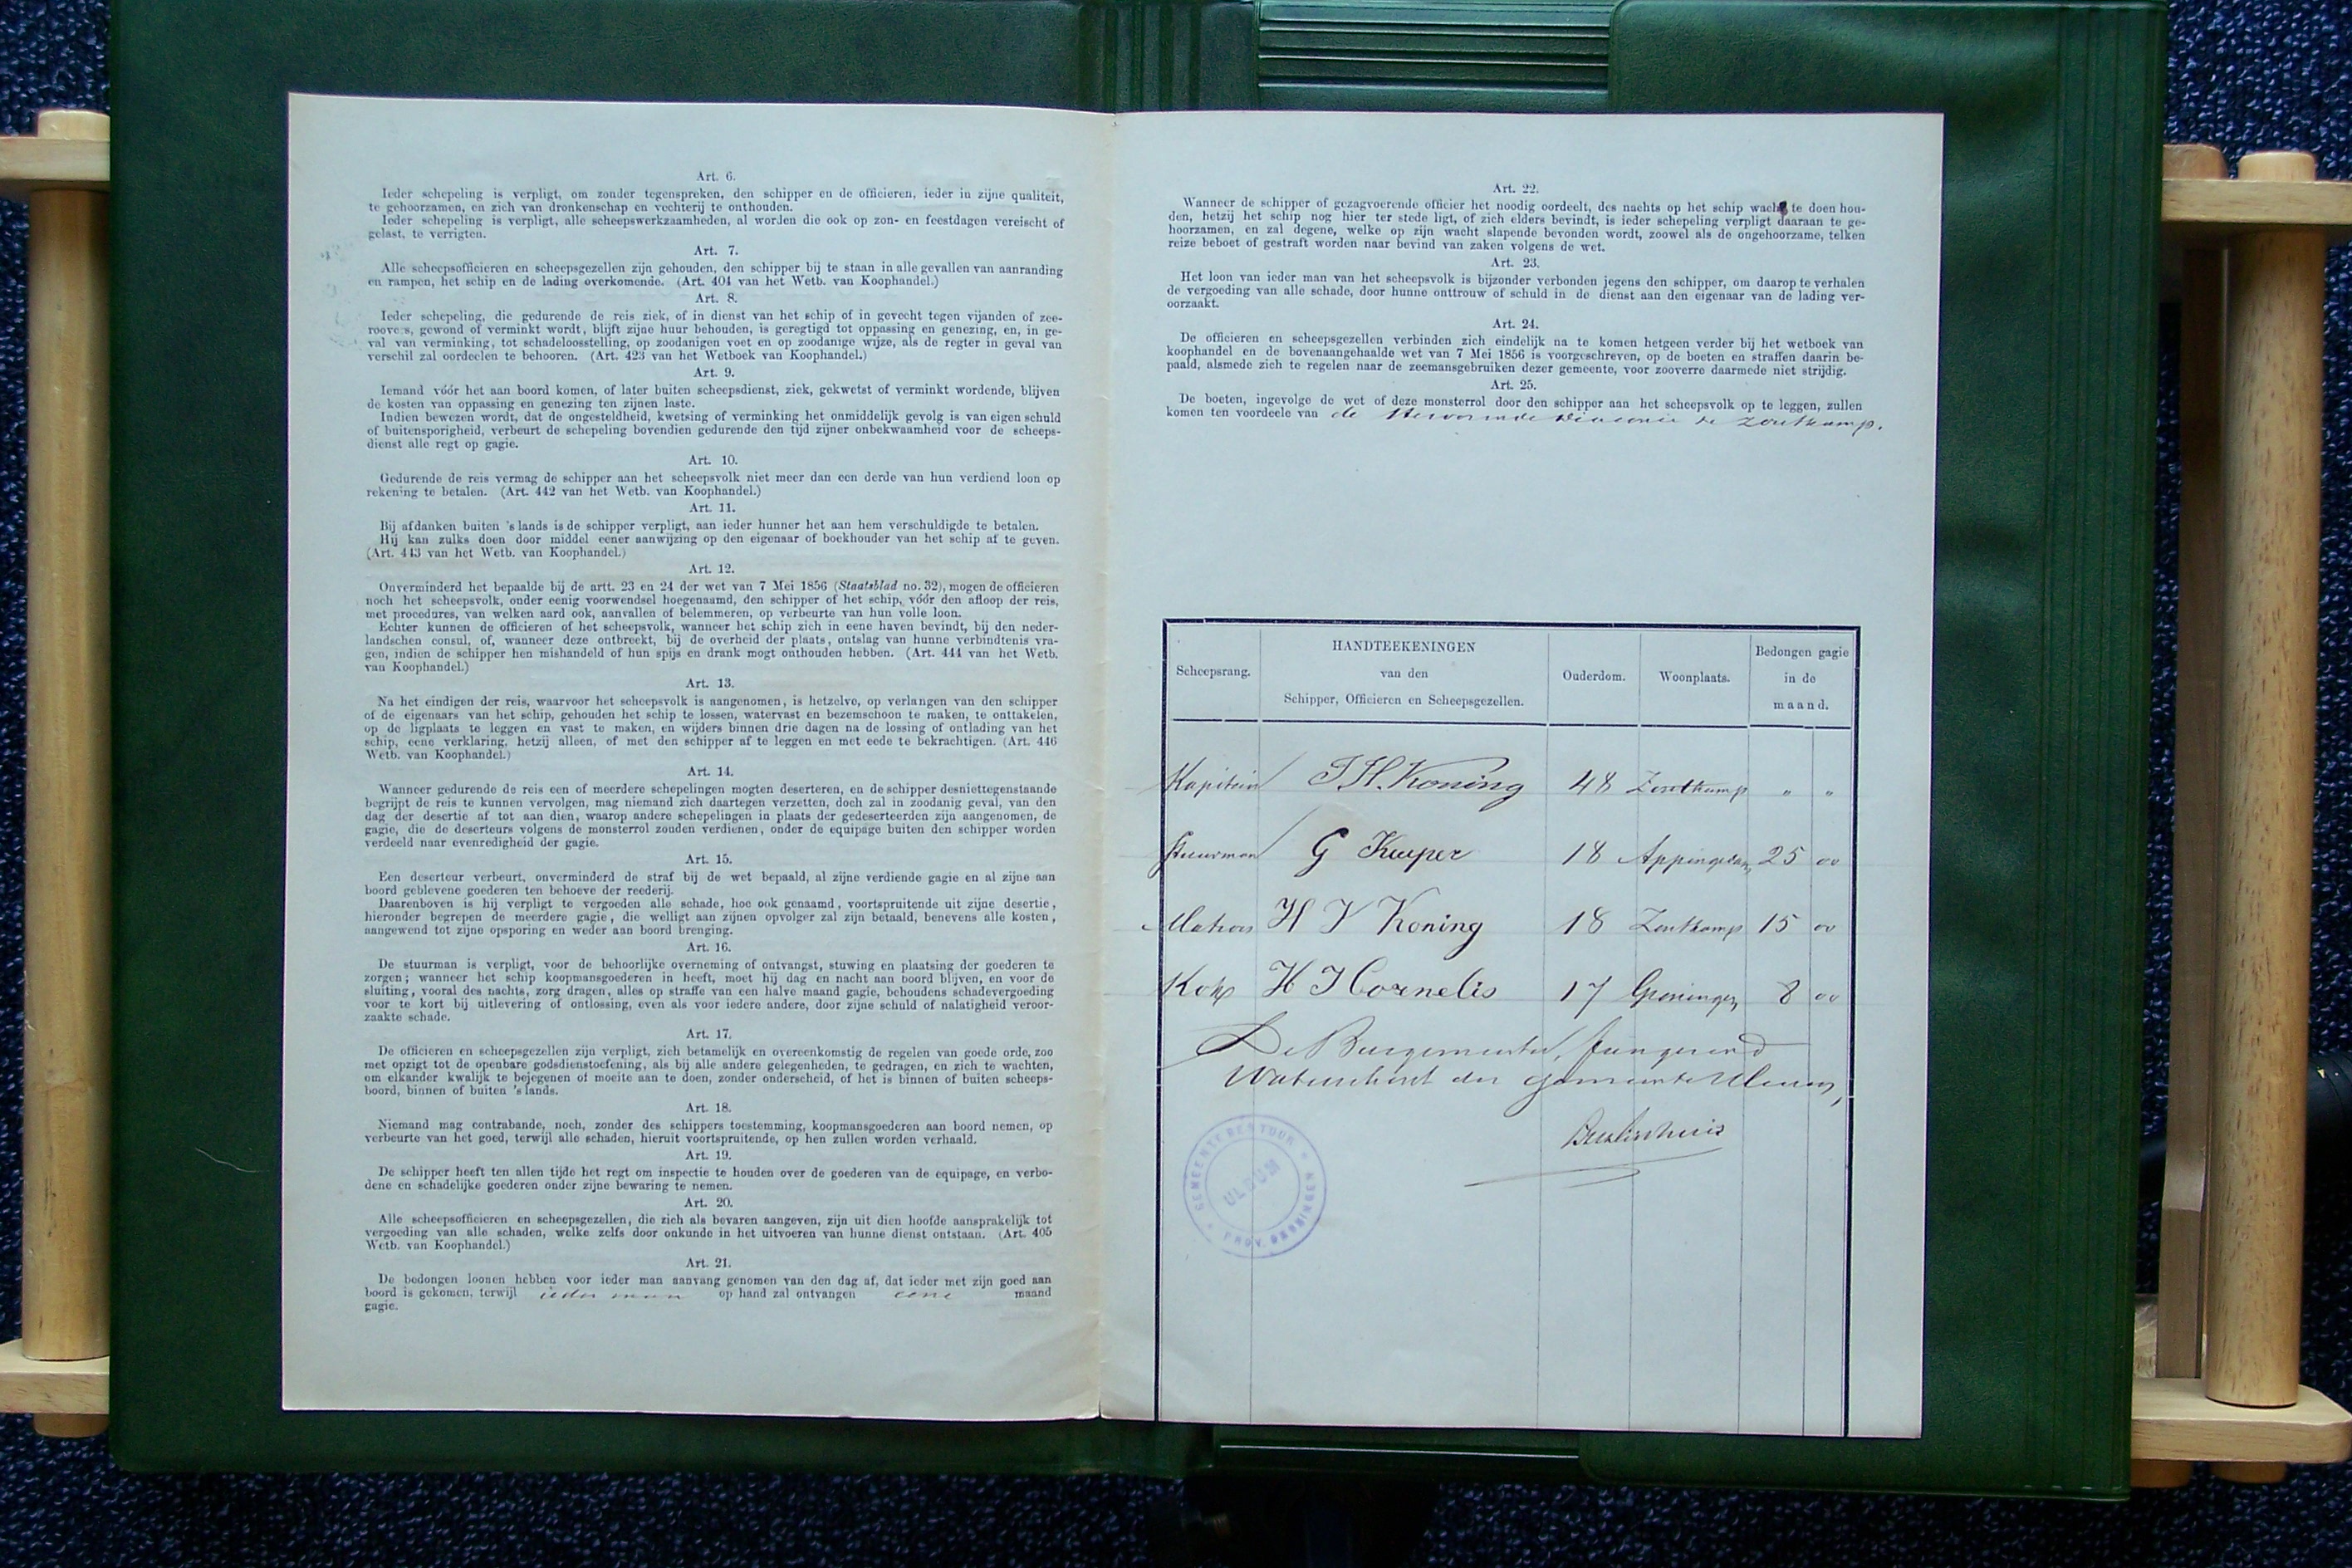 Art. 6.
Ieder schepeling is verpligt, om zonder tegenspreken, den schipper en de officieren, ieder in zijne qualiteit,
te gehoorzamen, en zich van dronkenschap en vechterij te onthouden.
Ieder schepeling is verpligt, alle scheepswerkzaamheden, al worden die ook op zon- en feestdagen vereischt of
gelast, te verrigten.
Art. 7.
Alle scheepsofficieren en scheepsgezellen zijn gehouden, den schipper bij te staan in alle gevallen van aanranding
en rampen, het schip en de lading overkomende. (Art. 404 van het Wetb. van Koophandel.)
Art. 8.
Ieder schepeling, die gedurende de reis ziek, of in dienst van het schip of in gevecht tegen vijanden of zee-
roovers, gewond of verminkt wordt, blijft zijne huur behouden, is geregtigd tot oppassing en genezing, en, in ge-
val van verminking, tot schadeloosstelling, op zoodanigen voet en op zoodanige wijze, als de regter in geval van
verschil zal oordeelen te behooren. (Art. 423 van het Wetboek van Koophandel.)
Art. 9.
Iemand vóór het aan boord komen, of later buiten scheepsdienst, ziek, gekwetst of verminkt wordende, blijven
de kosten van oppassing en genezing ten zijnen laste.
Indien bewezen wordt, dat de ongesteldheid, kwetsing of verminking het onmiddelijk gevolg is van eigen schuld
of buitensporigheid, verbeurt de schepeling bovendien gedurende den tijd zijner onbekwaamheid voor de scheeps-
dienst alle regt op gagie.
Art. 10.
Gedurende de reis vermag de schipper aan het scheepsvolk niet meer dan een derde van hun verdiend loon op
rekening te betalen. (Art. 442 van het Wetb. van Koophandel.)
Art. 11.
Bij afdanken buiten 's lands is de schipper verpligt, aan ieder hunner het aan hem verschuldigde te betalen.
Hij kan zulks doen door middel eener aanwijzing op den eigenaar of boekhouder van het schip af te geven.
(Art. 443 van het Wetb. van Koophandel.)
Art. 12.
Onverminderd het bepaalde bij de artt. 23 en 24 der wet van 7 Mei 1856 (Staatsblad no. 32), mogen de officieren
noch het scheepsvolk, onder eenig voorwendsel hoegenaamd, den schipper of het schip, vóór den afloop der reis,
met procedures, van welken aard ook, aanvallen of belemmeren, op verbeurte van hun volle loon.
Echter kunnen de officieren of het scheepsvolk, wanneer het schip zich in eene haven bevindt, bij den neder-
landschen consul, of, wanneer deze ontbreekt, bij de overheid der plaats, ontslag van hunne verbindtenis vra-
gen, indien de schipper hen mishandeld of hun spijs en drank mogt onthouden hebben. (Art. 444 van het Wetb.
van Koophandel.)
Art. 13.
Na het eindigen der reis, waarvoor het scheepsvolk is aangenomen, is hetzelve, op verlangen van den schipper
of de eigenaars van het schip, gehouden het schip te lossen, watervast en bezemschoon te maken, te onttakelen,
op de ligplaats te leggen en vast te maken, en wijders binnen drie dagen na de lossing of ontlading van het
schip, eene verklaring, hetzij alleen, of met den schipper af te leggen en met eede te bekrachtigen. (Art. 446
Wetb. van Koophandel.)
Art. 14.
Wanneer gedurende de reis een of meerdere schepelingen mogten deserteren, en de schipper desniettegenstaande
begrijpt de reis te kunnen vervolgen, mag niemand zich daartegen verzetten, doch zal in zoodanig geval, van den
dag der desertie af tot aan dien, waarop andere schepelingen in plaats der gedeserteerden zijn aangenomen, de
gagie, die de deserteurs volgens de monsterrol zouden verdienen, onder de equipage buiten den schipper worden
verdeeld naar evenredigheid der gagie.
Art. 15.
Een deserteur verbeurt, onverminderd de straf bij de wet bepaald, al zijne verdiende gagie en al zijne aan
boord geblevene goederen ten behoeve der reederij.
Daarenboven is hij verpligt te vergoeden alle schade, hoe ook genaamd, voortspruitende uit zijne desertie,
hieronder begrepen de meerdere gagie, die welligt aan zijnen opvolger zal zijn betaald, benevens alle kosten,
aangewend tot zijne opsporing en weder aan boord brenging.
Art. 16.
De stuurman is verpligt, voor de behoorlijke overneming of ontvangst, stuwing en plaatsing der goederen te
zorgen; wanneer het schip koopmansgoederen in heeft, moet hij dag en nacht aan boord blijven, en voor de
sluiting, vooral des nachts, zorg dragen, alles op straffe van een halve maand gagie, behoudens schadevergoeding
voor te kort bij uitlevering of ontlossing, even als voor iedere andere, door zijne schuld of nalatigheid veroor-
zaakte schade.
Art. 17.
De officieren en scheepsgezellen zijn verpligt, zich betamelijk en overeenkomstig de regelen van goede orde, zoo
met opzigt tot de openbare godsdienstoefening, als bij alle andere gelegenheden, te gedragen, en zich te wachten,
om elkander kwalijk te bejegenen of moeite aan te doen, zonder onderscheid, of het is binnen of buiten scheeps-
boord, binnen of buiten 's lands.
Art. 18.
Niemand mag contrabande, noch, zonder des schippers toestemming, koopmansgoederen aan boord nemen, op
verbeurte van het goed, terwijl alle schaden, hieruit voortspruitende, op hen zullen worden verhaald.
Art. 19.
De schipper heeft ten allen tijde het regt om inspectie te houden over de goederen van de equipage, en verbo-
dene en schadelijke goederen onder zijne bewaring te nemen.
Art. 20.
Alle scheepsofficieren en scheepsgezellen, die zich als bevaren aangeven, zijn uit dien hoofde aansprakelijk tot
vergoeding van alle schaden, welke zelfs door onkunde in het uitvoeren van hunne dienst ontstaan. (Art. 405
Wetb. van Koophandel.)
Art. 21.
De bedongen loonen hebben voor ieder man aanvang genomen van den dag af, dat ieder met zijn goed aan
boord is gekomen, terwijl ieder man op hand zal ontvangen eene maand
gagie.
Art. 22.
Wanneer de schipper of gezagvoerende officier het noodig oordeelt, des nachts op het schip wacht te doen hou-
den, hetzij het schip nog hier ter stede ligt, of zich elders bevindt, is ieder schepeling verpligt daaraan te ge-
hoorzamen, en zal degene, welke op zijn wacht slapende bevonden wordt, zoowel als de ongehoorzame, telken
reize beboet of gestraft worden naar bevind van zaken volgens de wet.
Art. 23.
Het loon van ieder man van het scheepsvolk is bijzonder verbonden jegens den schipper, om daarop te verhalen
de vergoeding van alle schade, door hunne onttrouw of schuld in de dienst aan den eigenaar van de lading ver-
oorzaakt.
Art. 24.
De officieren en scheepsgezellen verbinden zich eindelijk na te komen hetgeen verder bij het wetboek van
koophandel en de bovenaangehaalde wet van 7 Mei 1856 is voorgeschreven, op de boeten en straffen daarin be-
paald, alsmede zich te regelen naar de zeemansgebruiken dezer gemeente, voor zooverre daarmede niet strijdig.
Art. 25.
De boeten, ingevolge de wet of deze monsterrol door den schipper aan het scheepsvolk op te leggen, zullen
komen ten voordeele van de Hervormde diaconie te Zoutkamp.
Scheepsrang. HANDTEEKENINGEN van den Schipper, Officieren en Scheepsgezellen. Ouderdom. Woonplaats. Bedongen gagie in de maand.
Kapitein J H. Koning 48 Zoutkamp " "
Stuurman G Kuiper 18 Appingedam 25 00
Matroos H J Koning 18 Zoutkamp 15 00
Kok H J Cornelis 17 Groningen 8 00
De Burgemeester, fungerend
Waterschout der gemeente Ulrum,
GEMEENTE BESTUUR
ULRUM
PROV. GRONINGEN